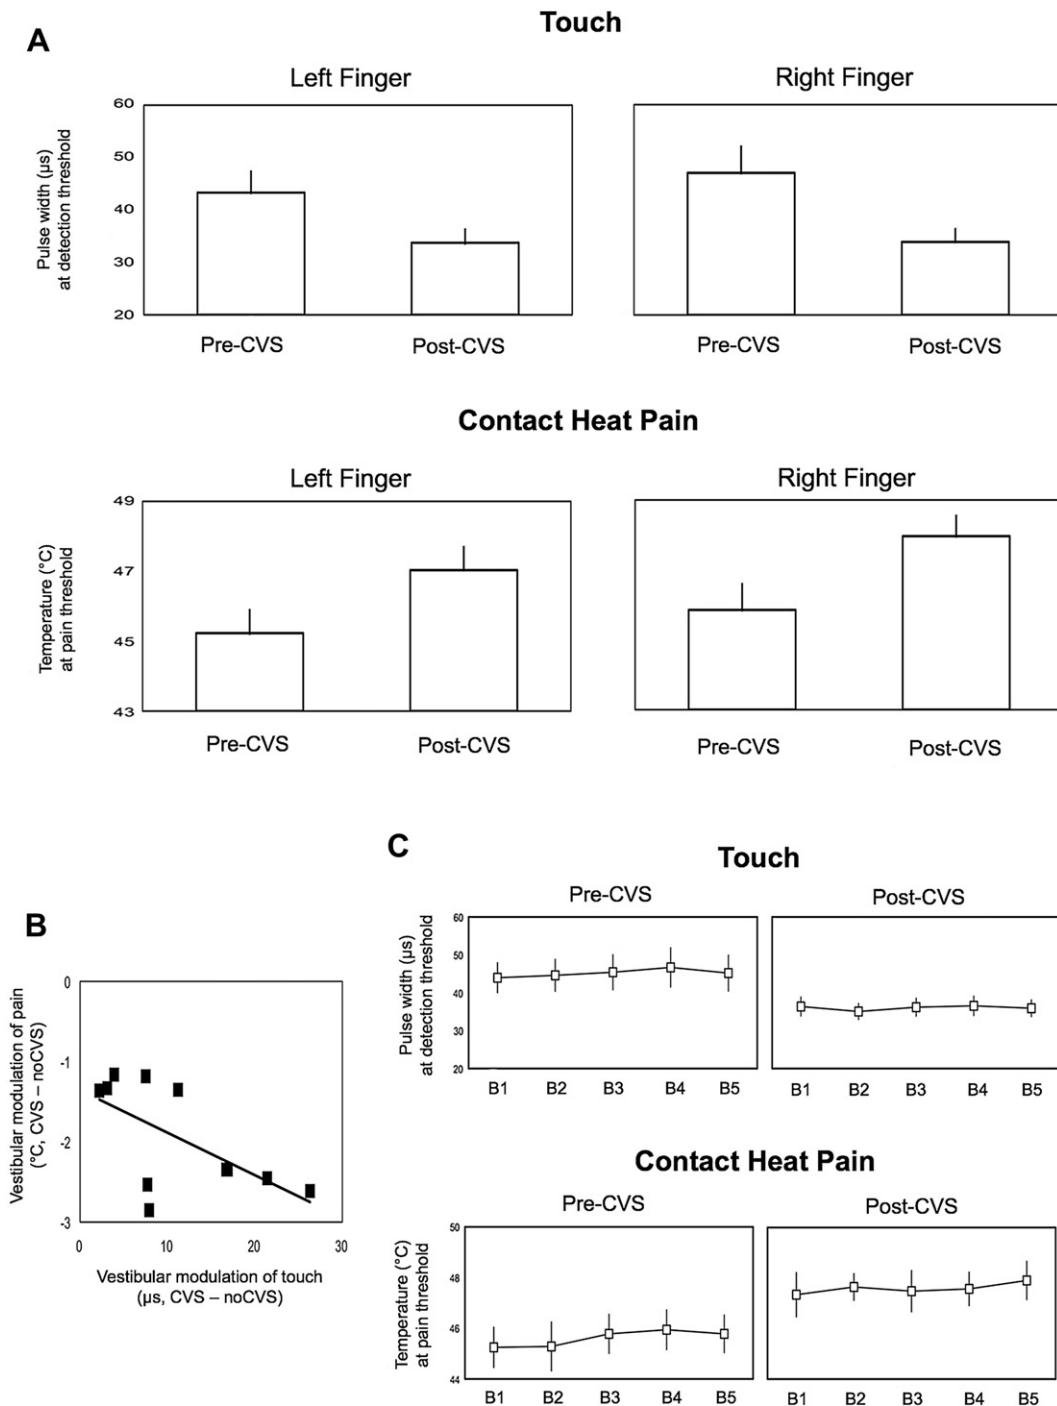 A
Touch
Left Finger
Right Finger
Pulse width (µs)
at detection threshold
60
50
40
30
20
Pre-CVS
Post-CVS
Pre-CVS
Post-CVS
Contact Heat Pain
Left Finger
Right Finger
Temperature (°C)
at pain threshold
49
47
45
43
Pre-CVS
Post-CVS
Pre-CVS
Post-CVS
B
Vestibular modulation of pain
(°C, CVS – noCVS)
0
-1
-2
-3
0
10
20
30
Vestibular modulation of touch
(µs, CVS – noCVS)
C
Touch
Pre-CVS
Post-CVS
Pulse width (µs)
at detection threshold
60
50
40
30
20
B1
B2
B3
B4
B5
B1
B2
B3
B4
B5
Contact Heat Pain
Pre-CVS
Post-CVS
Temperature (°C)
at pain threshold
50
48
46
44
B1
B2
B3
B4
B5
B1
B2
B3
B4
B5